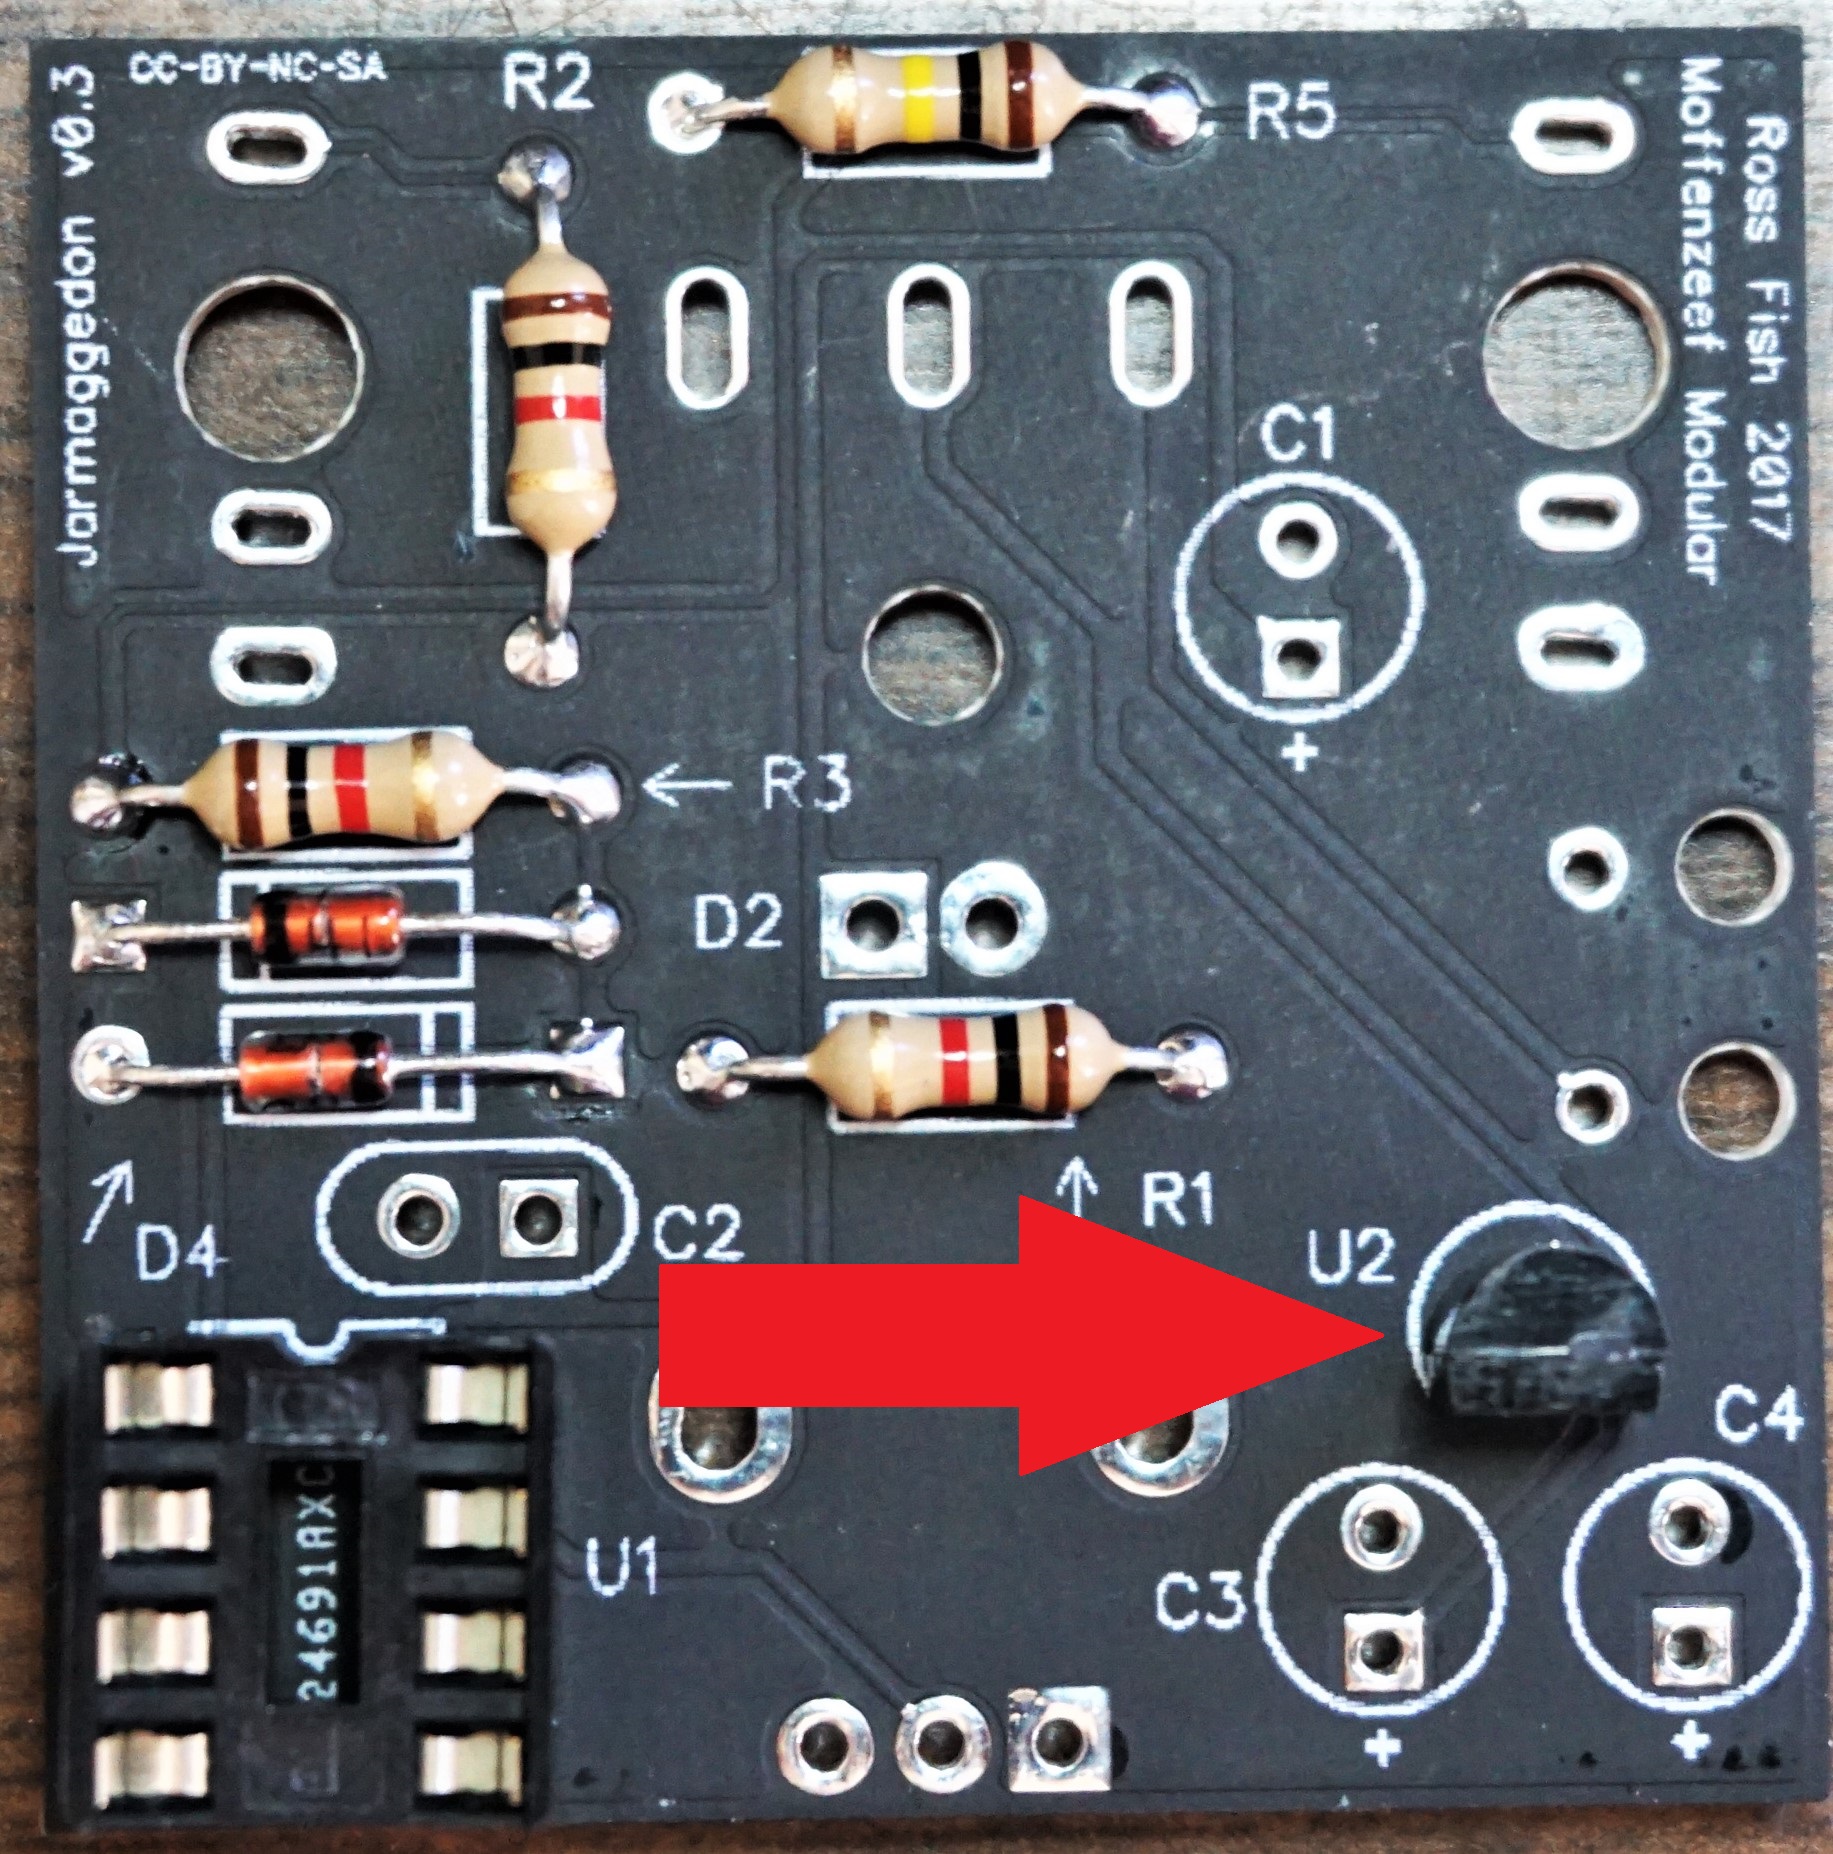 CC-BY-NC-SA
Jarmaggedon v0.3
R2
R5
Ross Fish 2017
Moffenzeef Modular
C1
+
R3
D2
R1
D4
C2
U2
C4
U1
24691AXC
C3
+
+